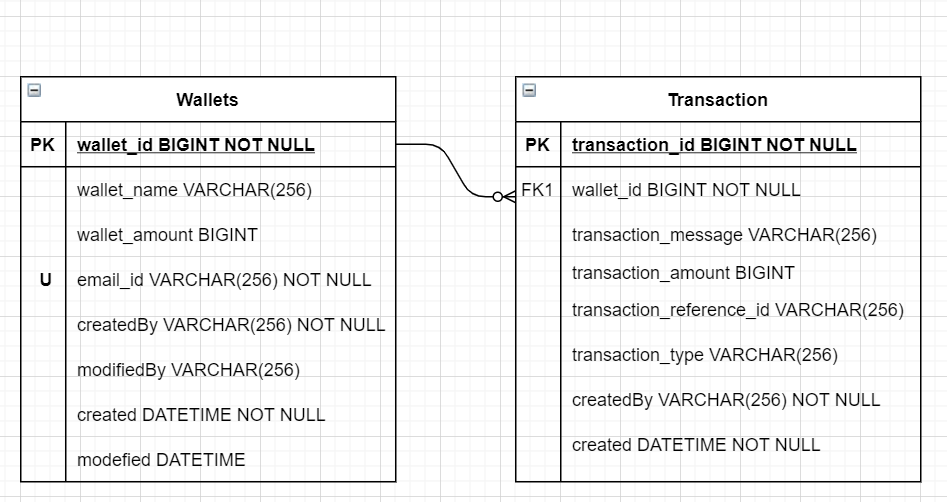 Wallets
PK wallet_id BIGINT NOT NULL
wallet_name VARCHAR(256)
wallet_amount BIGINT
U email_id VARCHAR(256) NOT NULL
createdBy VARCHAR(256) NOT NULL
modifiedBy VARCHAR(256)
created DATETIME NOT NULL
modefied DATETIME
Transaction
PK transaction_id BIGINT NOT NULL
FK1 wallet_id BIGINT NOT NULL
transaction_message VARCHAR(256)
transaction_amount BIGINT
transaction_reference_id VARCHAR(256)
transaction_type VARCHAR(256)
createdBy VARCHAR(256) NOT NULL
created DATETIME NOT NULL